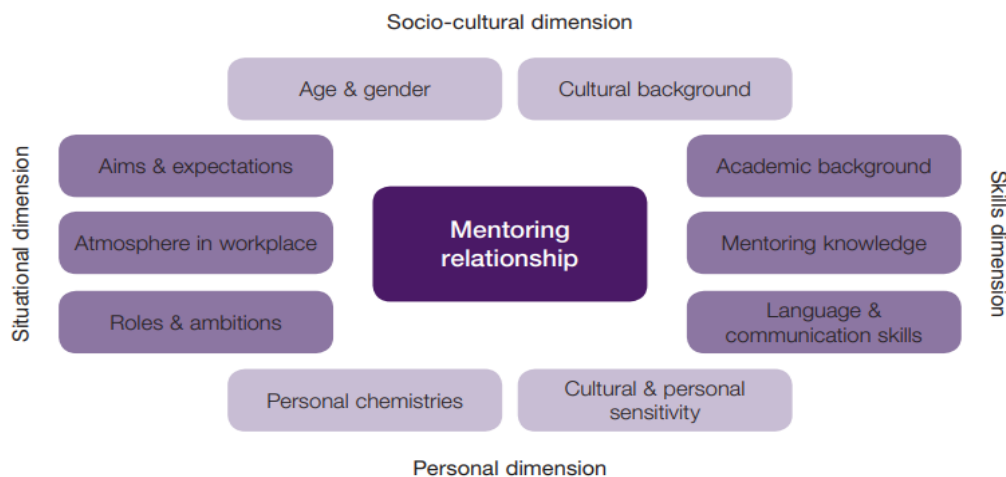 Socio-cultural dimension
Age & gender
Cultural background
Situational dimension
Aims & expectations
Atmosphere in workplace
Roles & ambitions
Mentoring
relationship
Academic background
Mentoring knowledge
Language &
communication skills
Skills dimension
Personal chemistries
Cultural & personal
sensitivity
Personal dimension